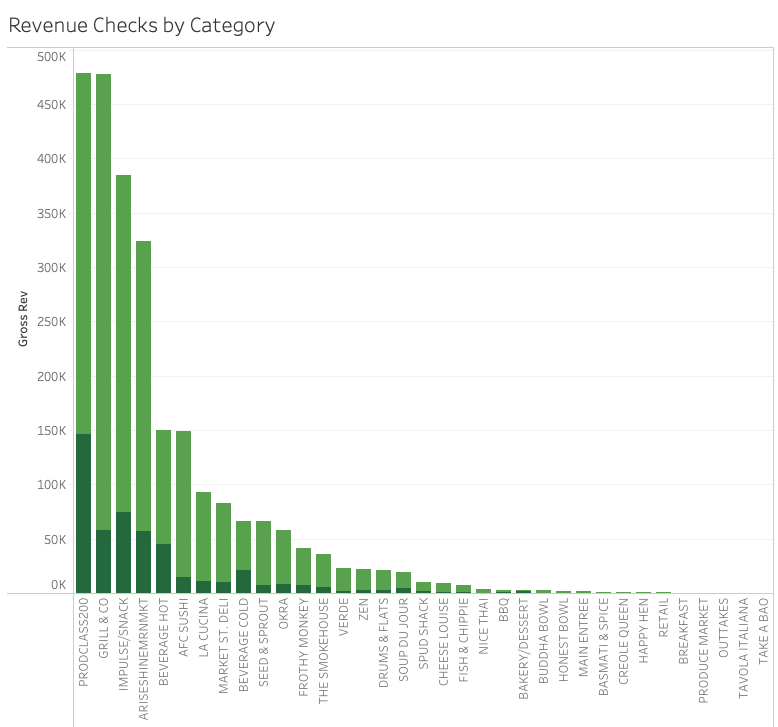 Revenue Checks by Category
500K
450K
400K
350K
300K
250K
200K
150K
100K
50K
0K
Gross Rev
PRODCLASS200
GRILL & CO
IMPULSE/SNACK
ARISESHINEMRNMKT
BEVERAGE HOT
AFC SUSHI
LA CUCINA
MARKET ST. DELI
BEVERAGE COLD
SEED & SPROUT
OKRA
FROTHY MONKEY
THE SMOKEHOUSE
VERDE
ZEN
DRUMS & FLATS
SOUP DU JOUR
SPUD SHACK
CHEESE LOUISE
FISH & CHIPPIE
NICE THAI
BBQ
BAKERY/DESSERT
BUDDHA BOWL
HONEST BOWL
MAIN ENTREE
BASMATI & SPICE
CREOLE QUEEN
HAPPY HEN
RETAIL
BREAKFAST
PRODUCE MARKET
OUTTAKES
TAVOLA ITALIANA
TAKE A BAO